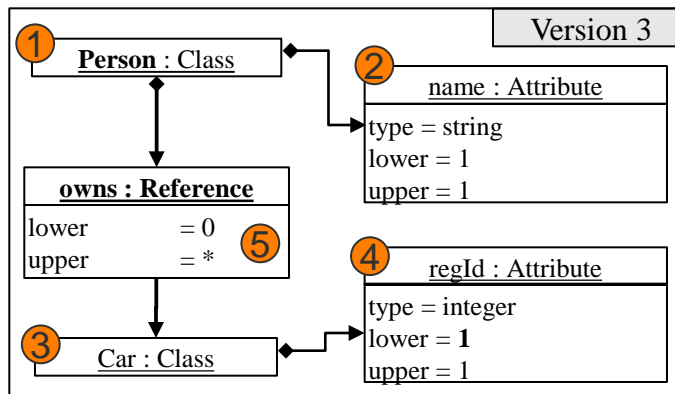 Version 3
1
Person : Class
2
name : Attribute
type = string
lower = 1
upper = 1
owns : Reference
lower = 0
upper = *
5
4
regId : Attribute
type = integer
lower = 1
upper = 1
3
Car : Class